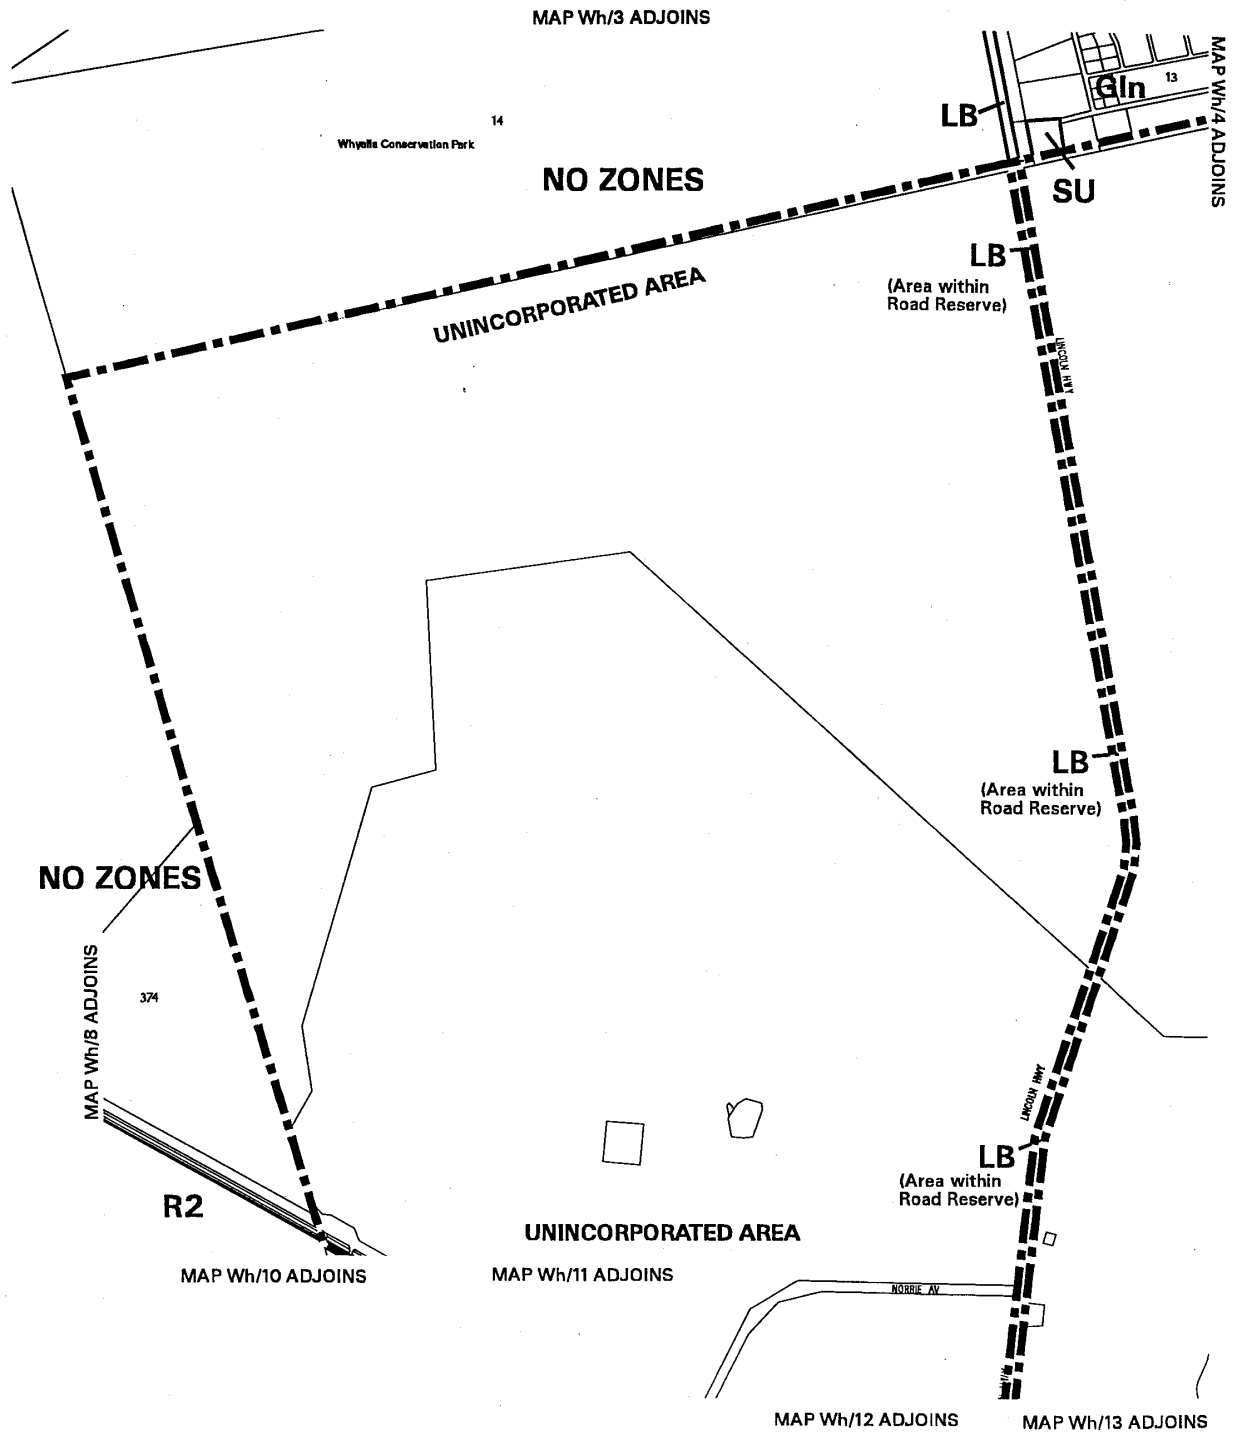 MAP Wh/3 ADJOINS
13
GIn
MAP Wh/4 ADJOINS
LB
14
Whyalla Conservation Park
NO ZONES
SU
LB
(Area within
Road Reserve)
UNINCORPORATED AREA
LINCOLN HWY
LB
(Area within
Road Reserve)
NO ZONES
MAP Wh/8 ADJOINS
374
LINCOLN HWY
LB
(Area within
Road Reserve)
R2
UNINCORPORATED AREA
MAP Wh/10 ADJOINS
MAP Wh/11 ADJOINS
NORRIE AV
MAP Wh/12 ADJOINS
MAP Wh/13 ADJOINS